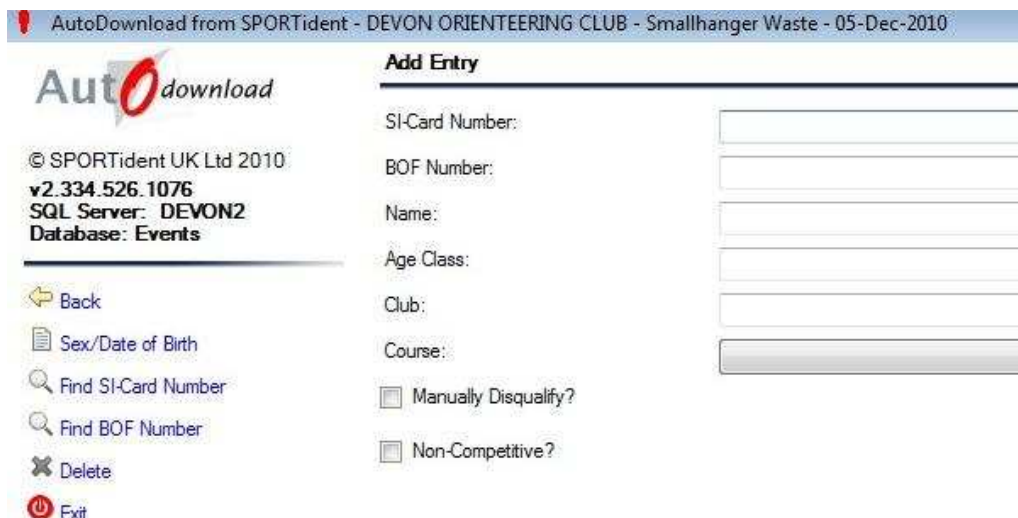 AutoDownload from SPORTident - DEVON ORIENTEERING CLUB - Smallhanger Waste - 05-Dec-2010
AutOdownload
© SPORTident UK Ltd 2010
v2.334.526.1076
SQL Server: DEVON2
Database: Events
Back
Sex/Date of Birth
Find SI-Card Number
Find BOF Number
Delete
Exit
Add Entry
SI-Card Number:
BOF Number:
Name:
Age Class:
Club:
Course:
Manually Disqualify?
Non-Competitive?